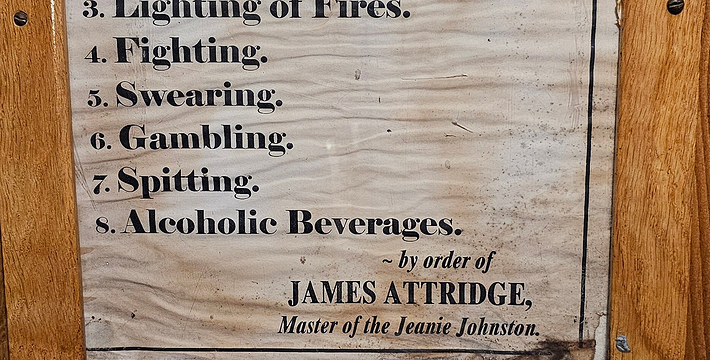 3. Lighting of Fires.
4. Fighting.
5. Swearing.
6. Gambling.
7. Spitting.
8. Alcoholic Beverages.
~ by order of
JAMES ATTRIDGE,
Master of the Jeanie Johnston.